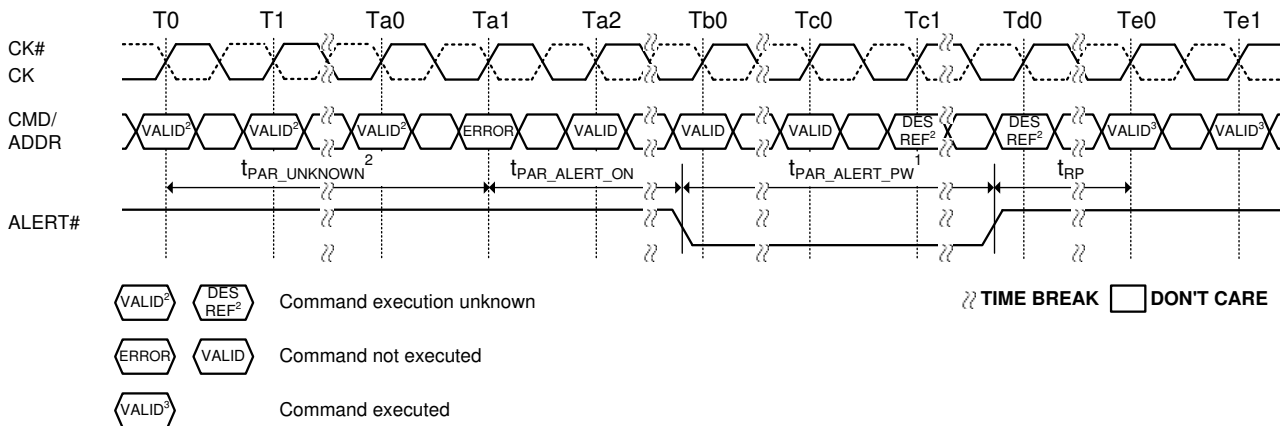 T0 T1 Ta0 Ta1 Ta2 Tb0 Tc0 Tc1 Td0 Te0 Te1
CK#
CK
CMD/
ADDR
VALID² VALID² VALID² ERROR VALID VALID VALID DES REF² DES REF² VALID³ VALID³
tPAR_UNKNOWN² tPAR_ALERT_ON tPAR_ALERT_PW¹ tRP
ALERT#
VALID² DES REF² Command execution unknown
TIME BREAK DON'T CARE
ERROR VALID Command not executed
VALID³ Command executed